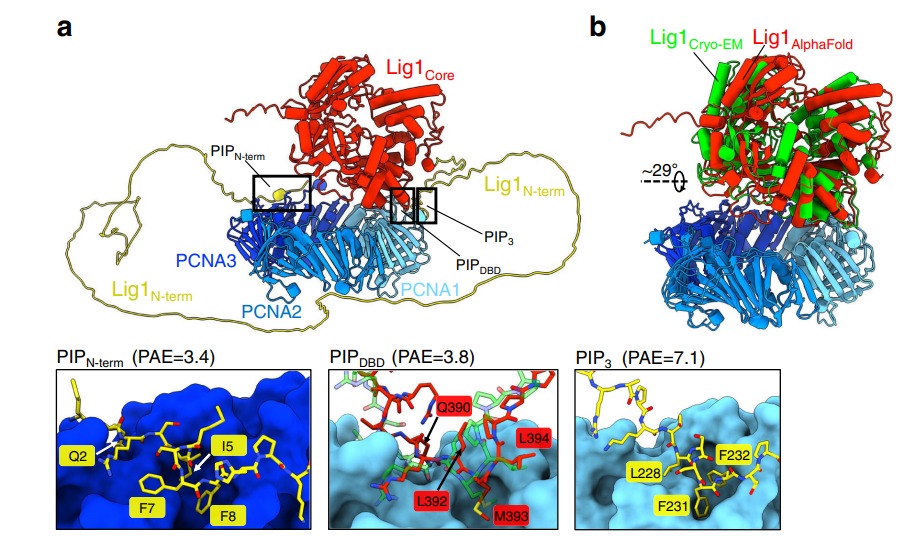 a
b
Lig1Core
Lig1Cryo-EM
Lig1AlphaFold
PIPN-term
Lig1N-term
~29°
PIP3
PCNA3
PIPDBD
Lig1N-term
PCNA2
PCNA1
PIPN-term (PAE=3.4)
PIPDBD (PAE=3.8)
PIP3 (PAE=7.1)
Q2
I5
F7
F8
Q390
L394
L392
M393
L228
F232
F231